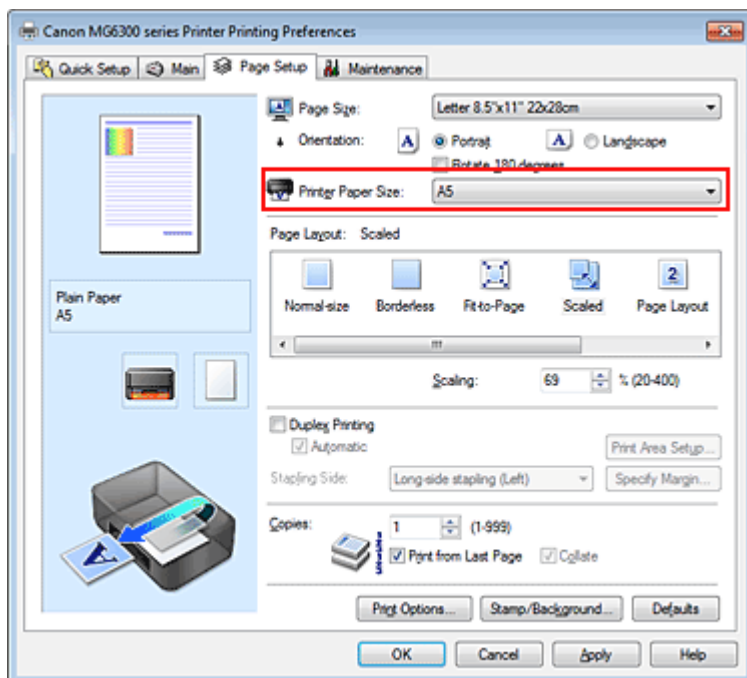 Canon MG6300 series Printer Printing Preferences
Quick Setup Main Page Setup Maintenance
Page Size: Letter 8.5"x11" 22x28cm
Orientation: A Portrait A Landscape
Rotate 180 degrees
Printer Paper Size: A5
Page Layout: Scaled
Normal-size Borderless Fit-to-Page Scaled Page Layout
Plain Paper
A5
Scaling: 69 % (20-400)
Duplex Printing
Automatic
Print Area Setup...
Stapling Side: Long-side stapling (Left) Specify Margin...
Copies: 1 (1-999)
Print from Last Page Collate
Print Options... Stamp/Background... Defaults
OK Cancel Apply Help